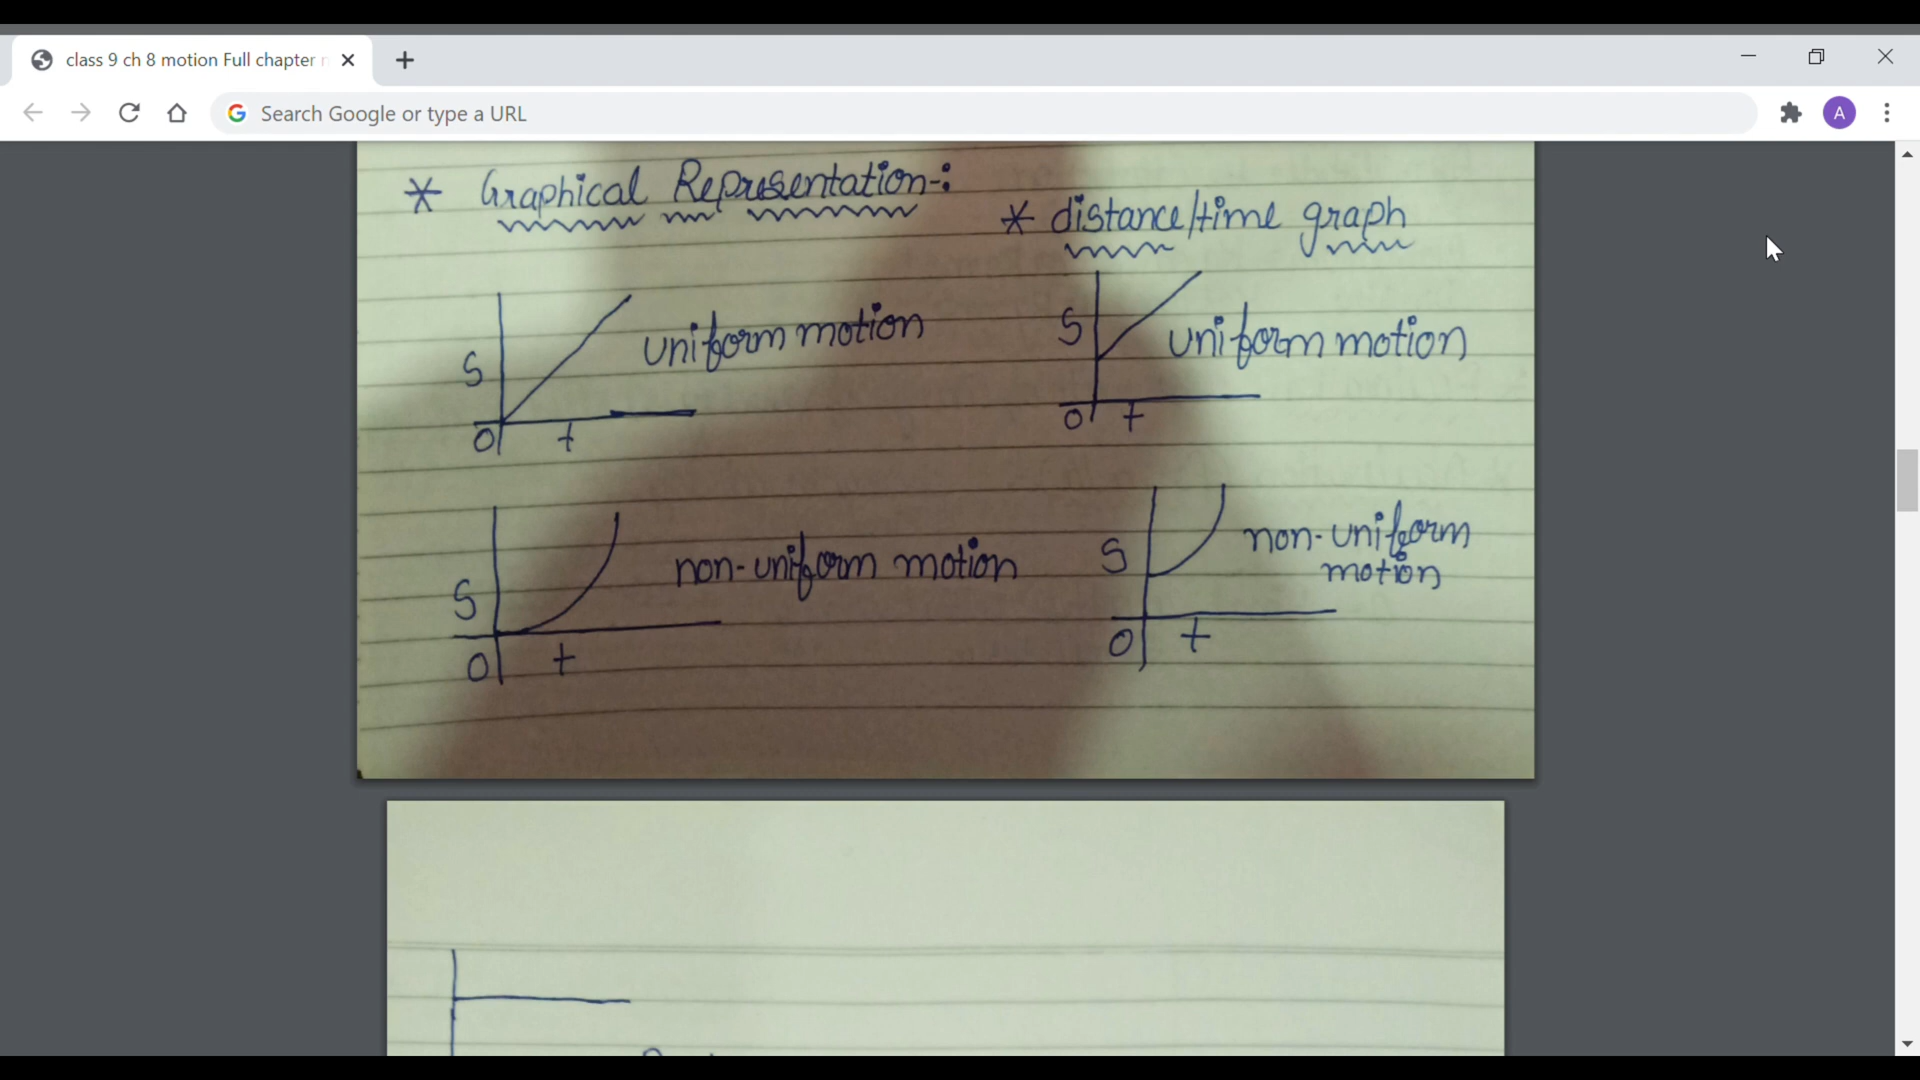 class 9 ch 8 motion Full chapter
Search Google or type a URL
A
* Graphical Representation-:
* distance/time graph
S
uniform motion
O
t
S
uniform motion
O
t
S
non-uniform motion
O
t
S
non-uniform
motion
O
t